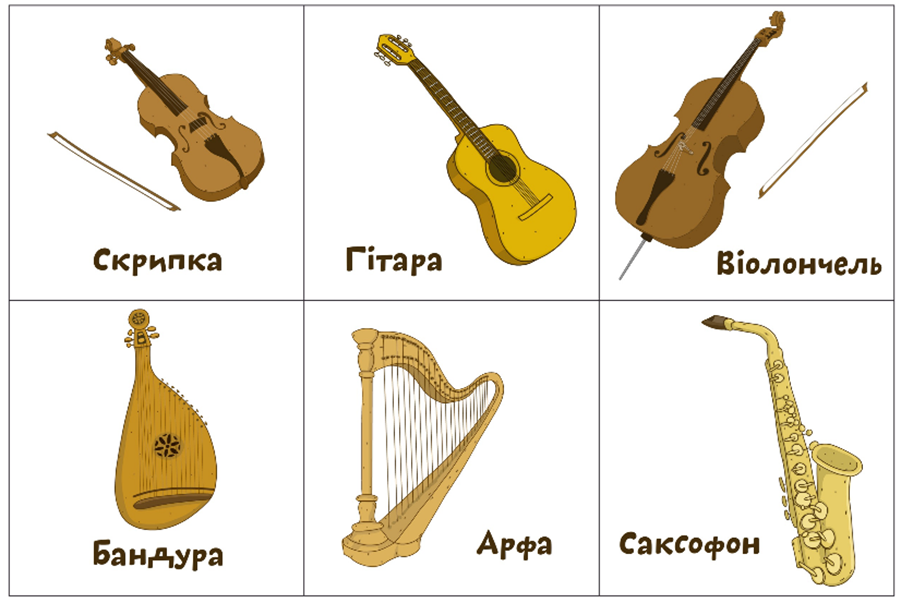 Скрипка
Гітара
Віолончель
Бандура
Арфа
Саксофон